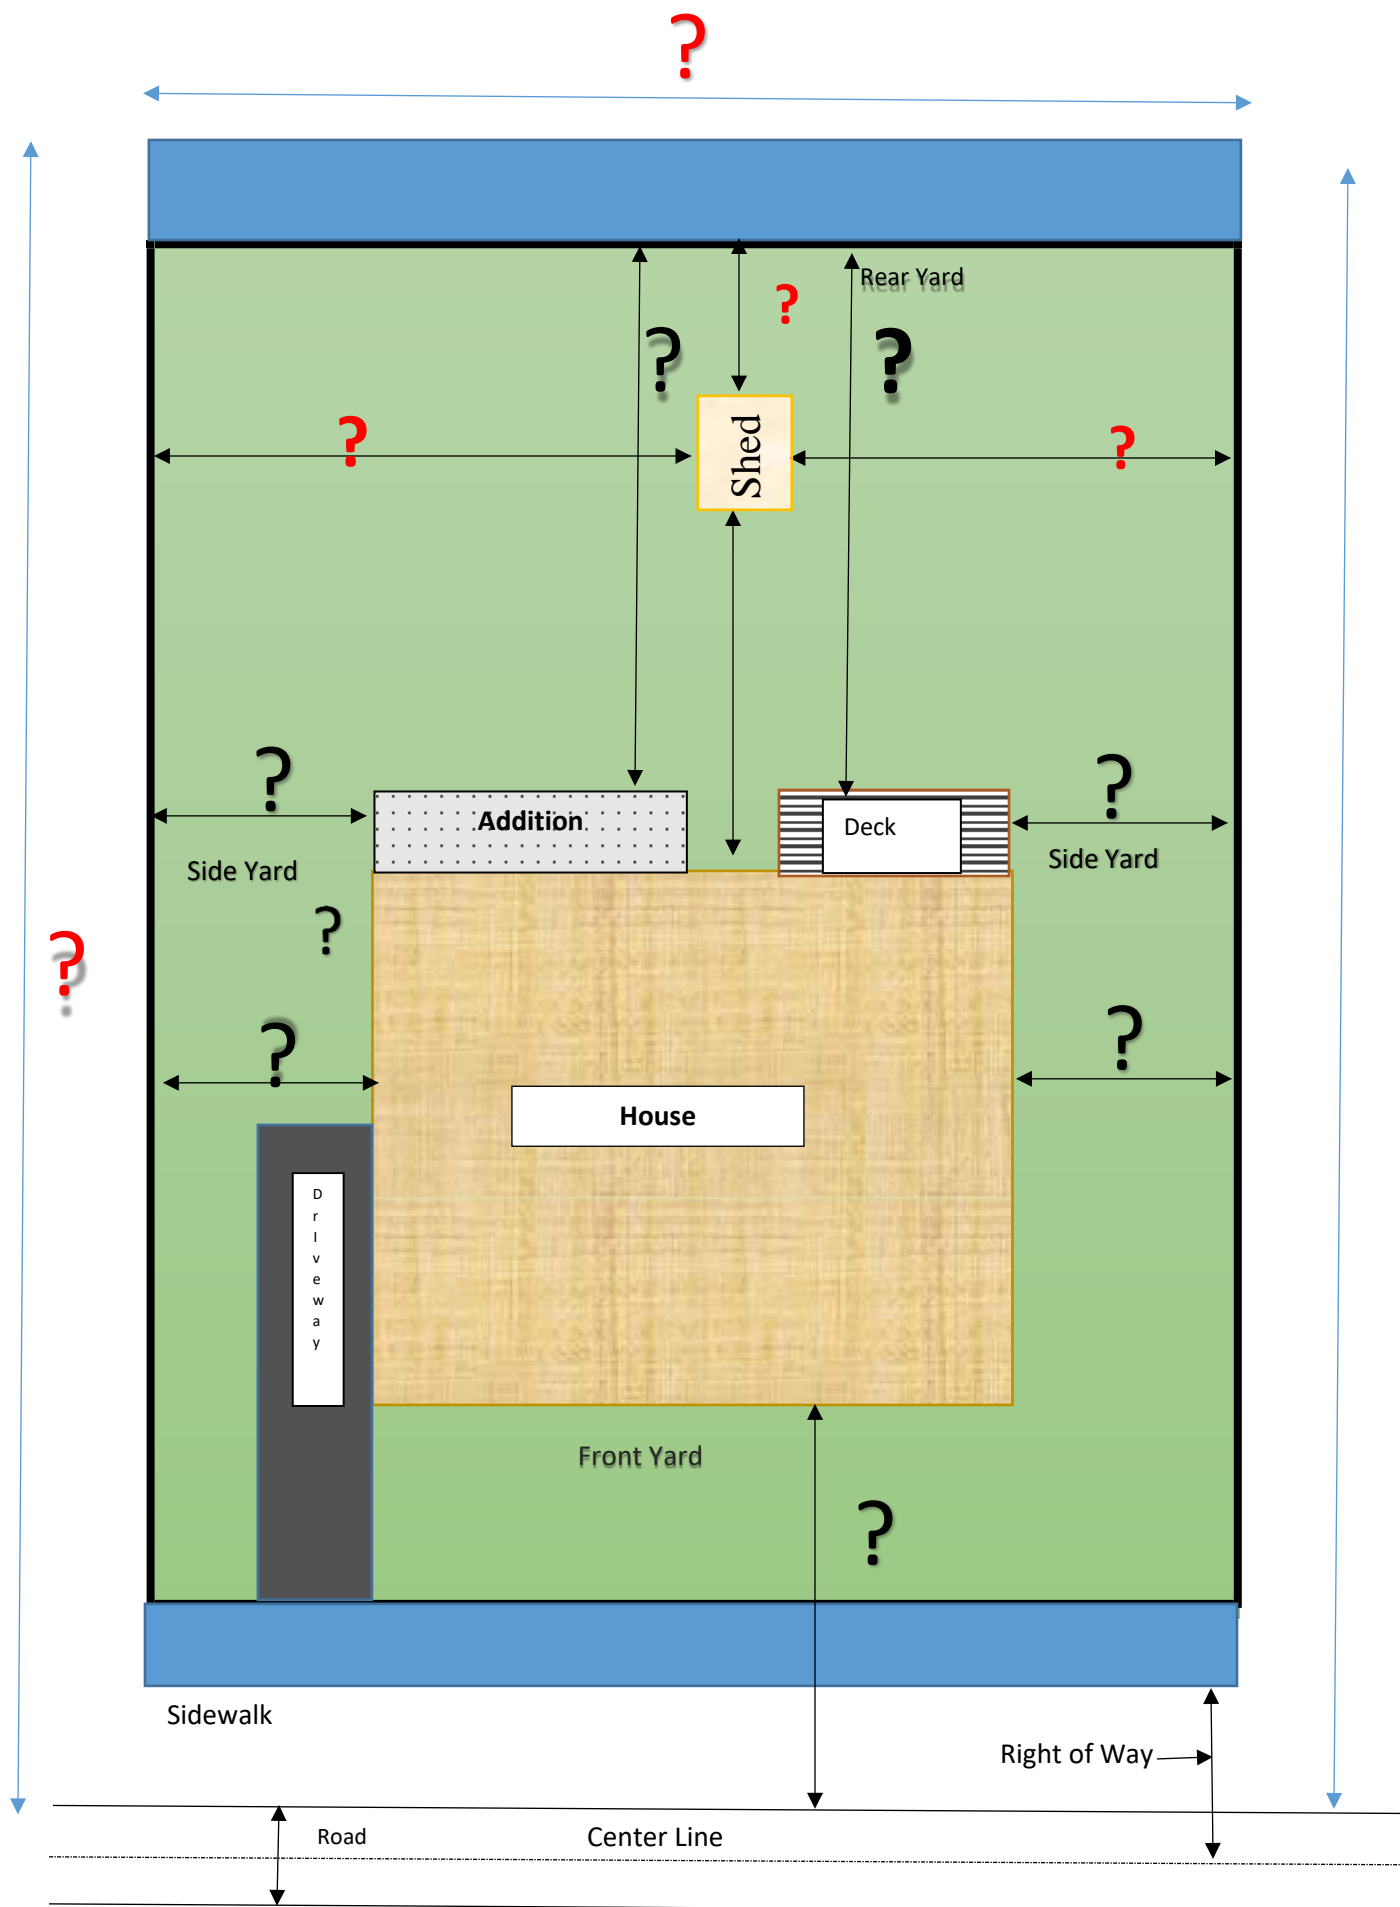 ?
Rear Yard
?
?
?
?
?
Shed
?
?
Addition
Deck
Side Yard
Side Yard
?
?
?
?
House
DrIveway
Front Yard
?
Sidewalk
Right of Way
Road
Center Line